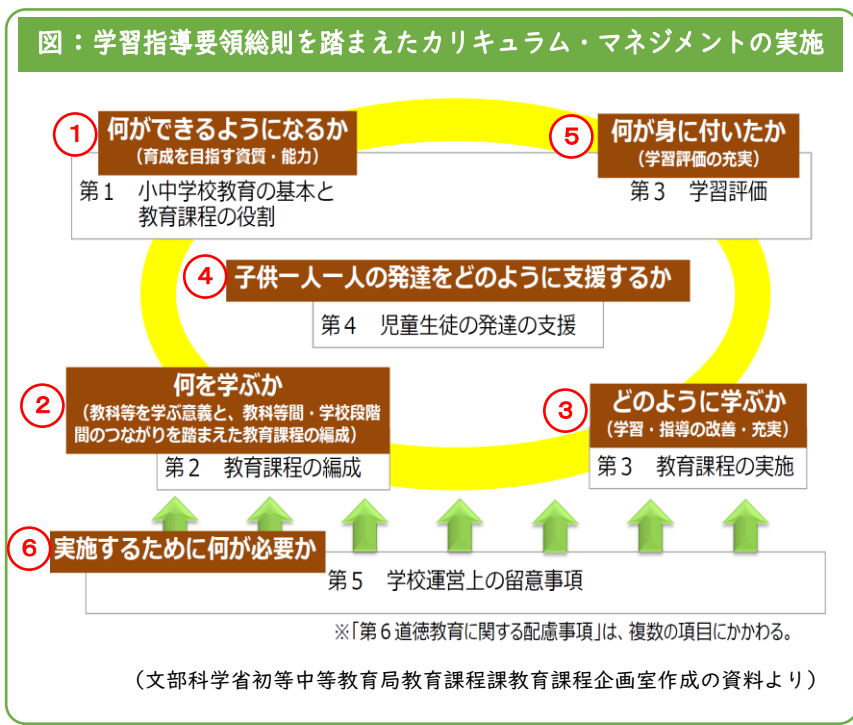 図：学習指導要領総則を踏まえたカリキュラム・マネジメントの実施
① 何ができるようになるか
（育成を目指す資質・能力）
第１　小中学校教育の基本と
教育課程の役割
⑤ 何が身に付いたか
（学習評価の充実）
第３　学習評価
④ 子供一人一人の発達をどのように支援するか
第４　児童生徒の発達の支援
② 何を学ぶか
（教科等を学ぶ意義と、教科等間・学校段階
間のつながりを踏まえた教育課程の編成）
第２　教育課程の編成
③ どのように学ぶか
（学習・指導の改善・充実）
第３　教育課程の実施
⑥ 実施するために何が必要か
第５　学校運営上の留意事項
※「第６道徳教育に関する配慮事項」は、複数の項目にかかわる。
（文部科学省初等中等教育局教育課程課教育課程企画室作成の資料より）